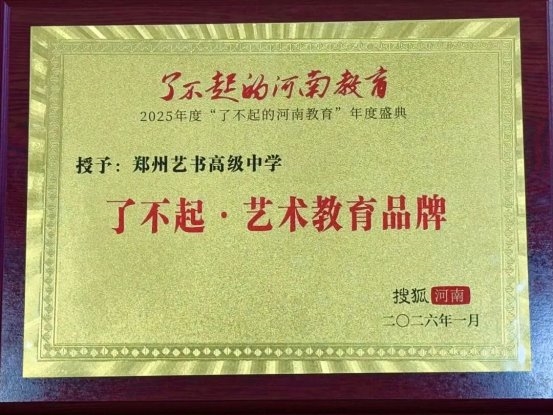 了不起的河南教育
2025年度“了不起的河南教育”年度盛典
授予：郑州艺书高级中学
了不起·艺术教育品牌
搜狐 河南
二〇二六年一月